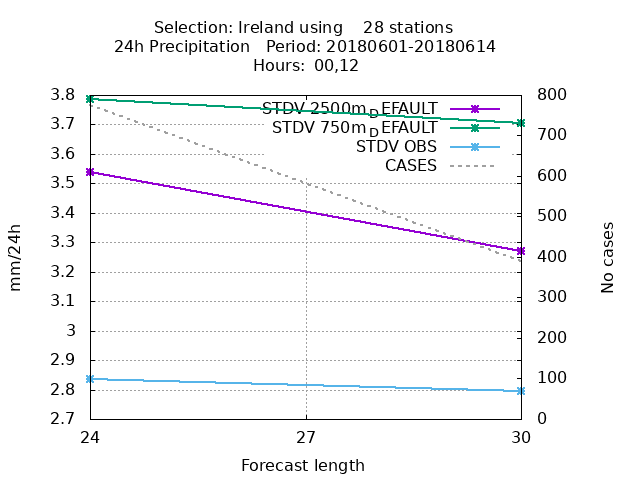 Selection: Ireland using    28 stations
24h Precipitation   Period: 20180601-20180614
Hours: 00,12
STDV 2500m_DEFAULT
STDV 750m_DEFAULT
STDV OBS
CASES
3.8
3.7
3.6
3.5
3.4
3.3
3.2
3.1
3
2.9
2.8
2.7
mm/24h
800
700
600
500
400
300
200
100
0
No cases
24 27 30
Forecast length